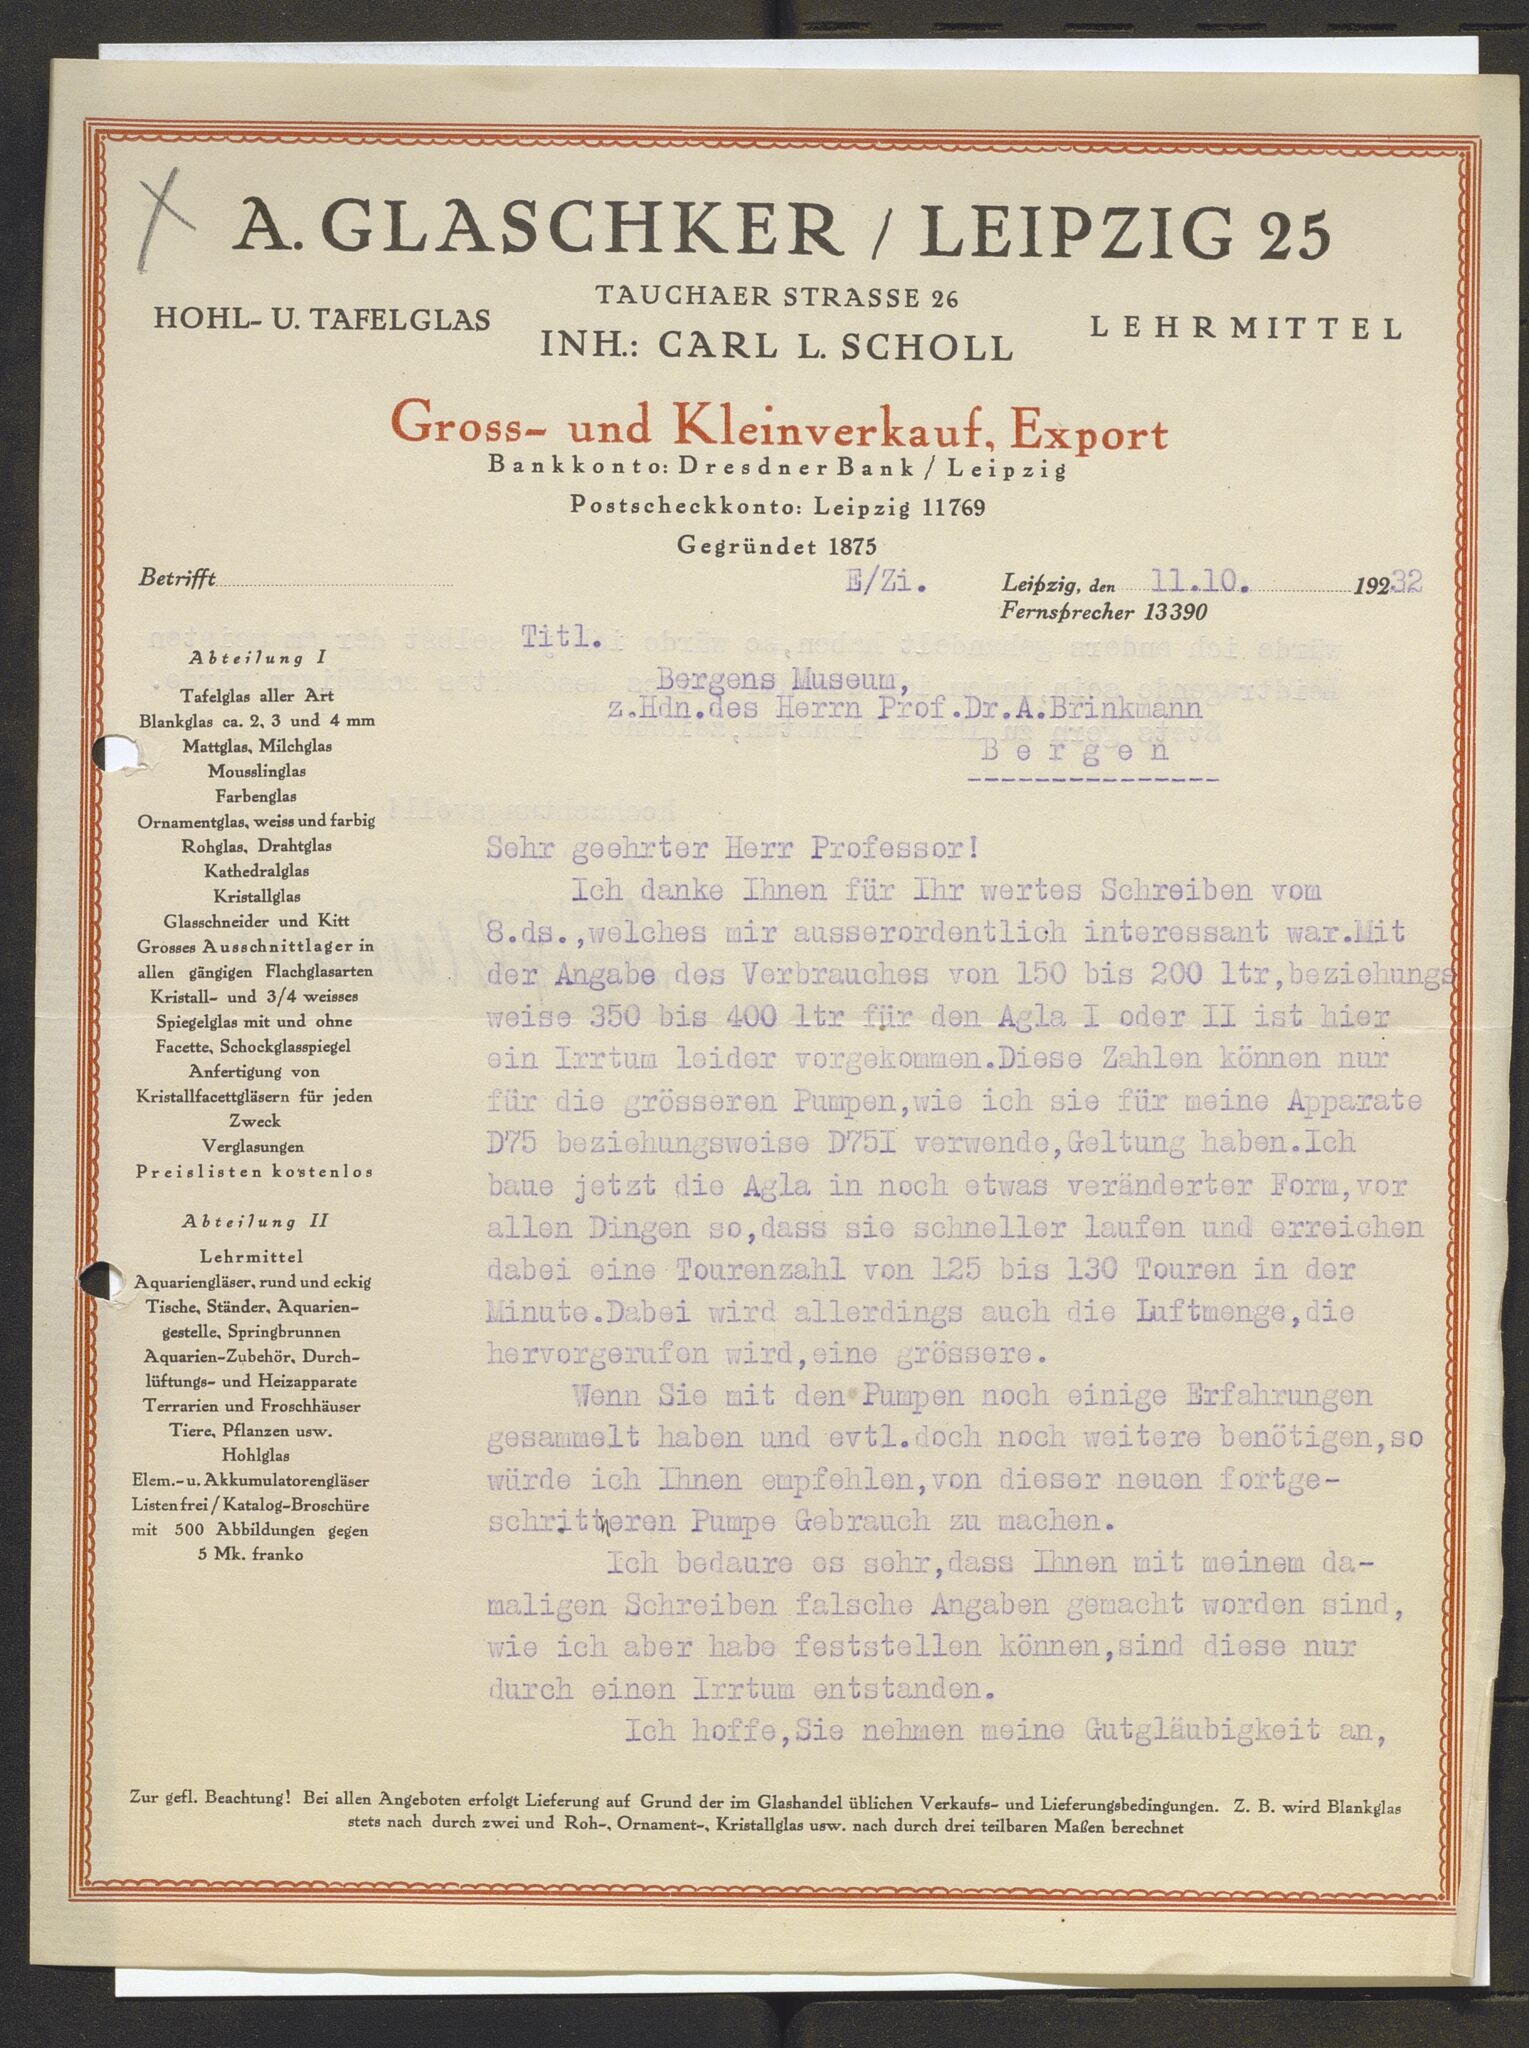 A. GLASCHKER / LEIPZIG 25
TAUCHAER STRASSE 26
HOHL- U. TAFELGLAS
INH.: CARL L. SCHOLL
LEHRMITTEL
Gross- und Kleinverkauf, Export
Bankkonto: Dresdner Bank / Leipzig
Postscheckkonto: Leipzig 11769
Gegründet 1875
Betrifft
E/Zi.
Leipzig, den 11.10. 19232
Fernsprecher 13390
Abteilung I
Tafelglas aller Art
Blankglas ca. 2, 3 und 4 mm
Mattglas, Milchglas
Mousslinglas
Farbenglas
Ornamentglas, weiss und farbig
Rohglas, Drahtglas
Kathedralglas
Kristallglas
Glasschneider und Kitt
Grosses Ausschnittlager in
allen gängigen Flachglasarten
Kristall- und 3/4 weisses
Spiegelglas mit und ohne
Facette, Schockglasspiegel
Anfertigung von
Kristallfacettgläsern für jeden
Zweck
Verglasungen
Preislisten kostenlos
Abteilung II
Lehrmittel
Aquariengläser, rund und eckig
Tische, Ständer, Aquarien-
gestelle, Springbrunnen
Aquarien-Zubehör, Durch-
lüftungs- und Heizapparate
Terrarien und Froschhäuser
Tiere, Pflanzen usw.
Hohlglas
Elem.- u. Akkumulatorengläser
Listen frei / Katalog-Broschüre
mit 500 Abbildungen gegen
5 Mk. franko
Titl.
Bergens Museum,
z.Hdn.des Herrn Prof.Dr.A.Brinkmann
Bergen
Sehr geehrter Herr Professor!
Ich danke Ihnen für Ihr wertes Schreiben vom
8.ds.,welches mir ausserordentlich interessant war.Mit
der Angabe des Verbrauches von 150 bis 200 ltr,beziehungs
weise 350 bis 400 ltr für den Agla I oder II ist hier
ein Irrtum leider vorgekommen.Diese Zahlen können nur
für die grösseren Pumpen,wie ich sie für meine Apparate
D75 beziehungsweise D75I verwende,Geltung haben.Ich
baue jetzt die Agla in noch etwas veränderter Form,vor
allen Dingen so,dass sie schneller laufen und erreichen
dabei eine Tourenzahl von 125 bis 130 Touren in der
Minute.Dabei wird allerdings auch die Luftmenge,die
hervorgerufen wird,eine grössere.
Wenn Sie mit den Pumpen noch einige Erfahrungen
gesammelt haben und evtl.doch noch weitere benötigen,so
würde ich Ihnen empfehlen,von dieser neuen fortge-
schritneren Pumpe Gebrauch zu machen.
Ich bedaure es sehr,dass Ihnen mit meinem da-
maligen Schreiben falsche Angaben gemacht worden sind,
wie ich aber habe feststellen können,sind diese nur
durch einen Irrtum entstanden.
Ich hoffe,Sie nehmen meine Gutgläubigkeit an,
Zur gefl. Beachtung! Bei allen Angeboten erfolgt Lieferung auf Grund der im Glashandel üblichen Verkaufs- und Lieferungsbedingungen. Z. B. wird Blankglas
stets nach durch zwei und Roh-, Ornament-, Kristallglas usw. nach durch drei teilbaren Maßen berechnet